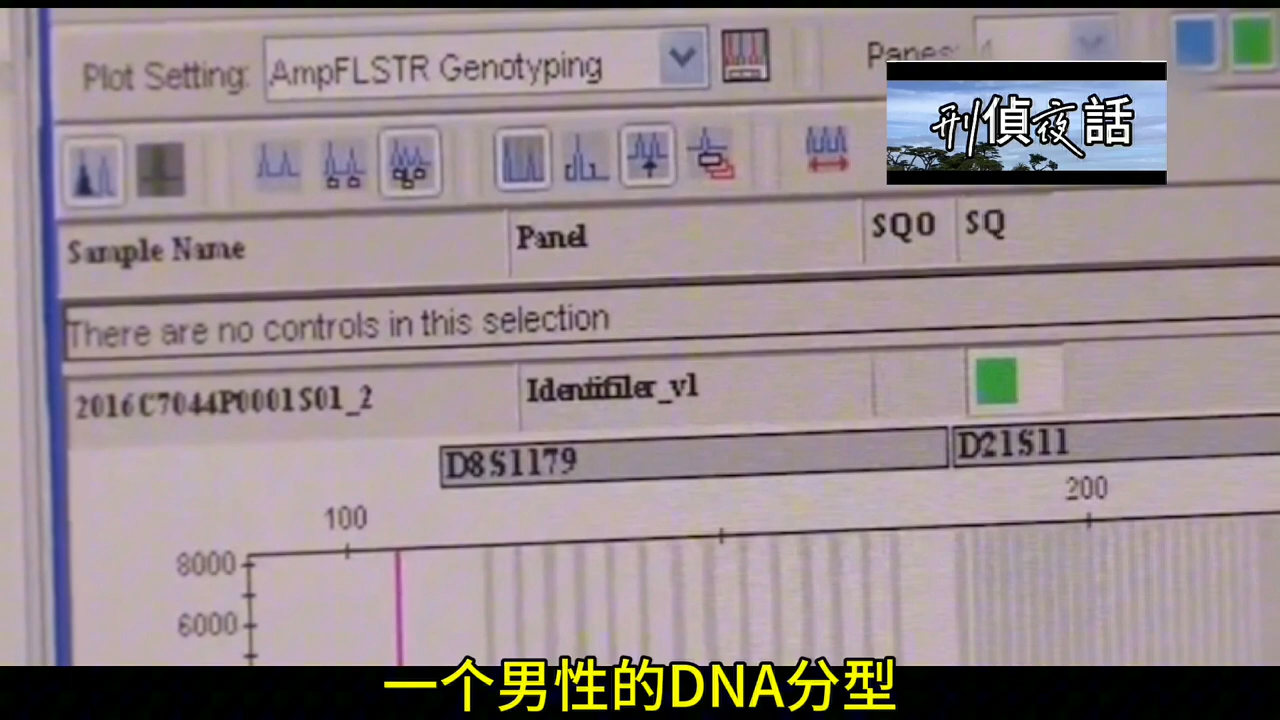 Plot Setting: AmpFLSTR Genotyping
Panes:
刑偵夜話
Sample Name Panel SQO SQ
There are no controls in this selection
2016C7044P0001S01_2 Identifiler_v1
D8S1179 D21S11
100 200
8000
6000
一个男性的DNA分型